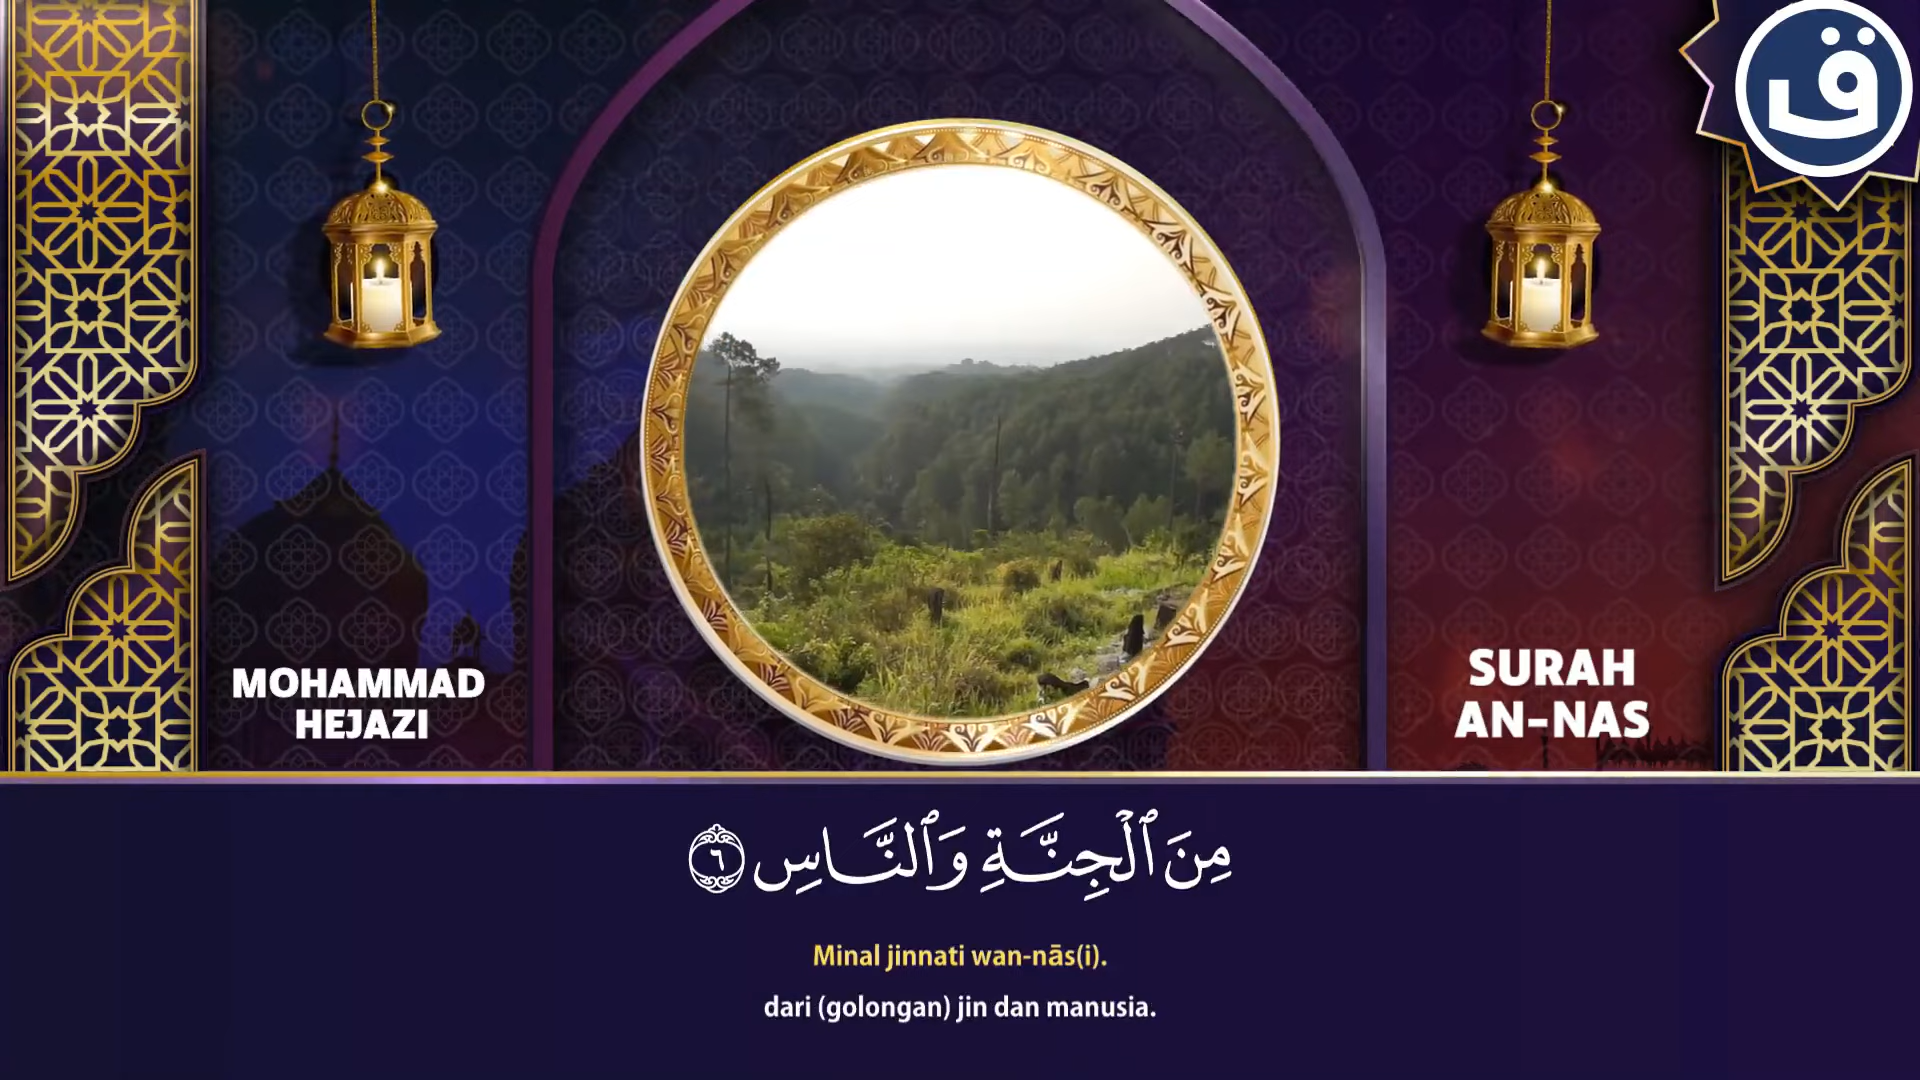 ق
MOHAMMAD
HEJAZI
SURAH
AN-NAS
مِنَ ٱلْجِنَّةِ وَٱلنَّاسِ ٦
Minal jinnati wan-nās(i).
dari (golongan) jin dan manusia.